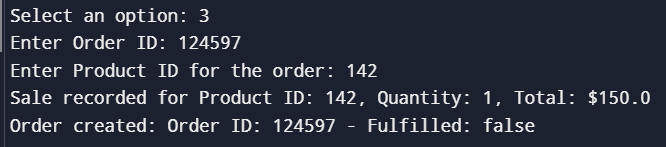 Select an option: 3
Enter Order ID: 124597
Enter Product ID for the order: 142
Sale recorded for Product ID: 142, Quantity: 1, Total: $150.0
Order created: Order ID: 124597 - Fulfilled: false